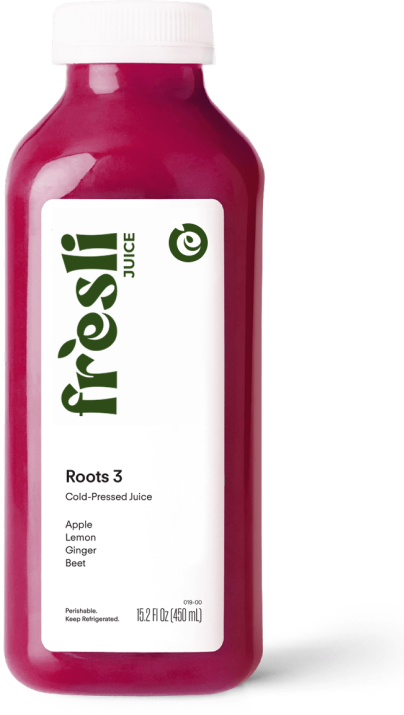 frèsli
JUICE
Roots 3
Cold-Pressed Juice
Apple
Lemon
Ginger
Beet
019-00
Perishable.
Keep Refrigerated.
15.2 Fl Oz (450 mL)